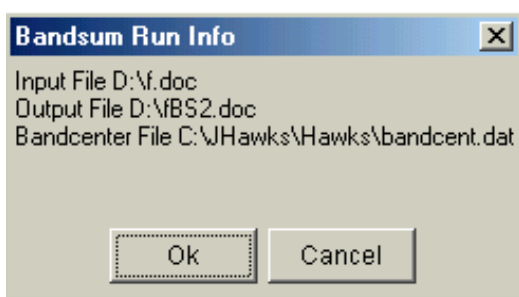 Bandsum Run Info
Input File D:\f.doc
Output File D:\fBS2.doc
Bandcenter File C:\JHawks\Hawks\bandcent.dat
Ok
Cancel